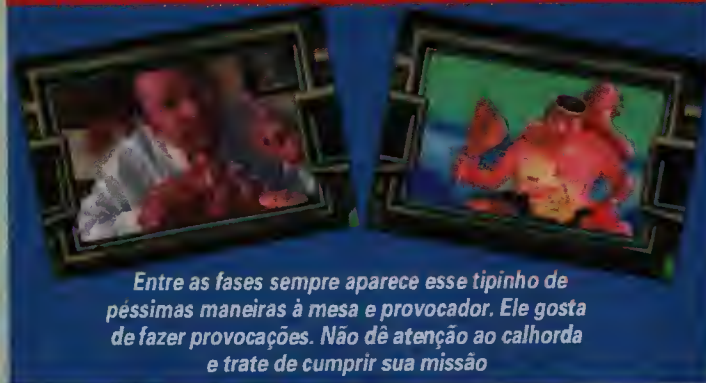 Entre as fases sempre aparece esse tipinho de
péssimas maneiras à mesa e provocador. Ele gosta
de fazer provocações. Não dê atenção ao calhorda
e trate de cumprir sua missão